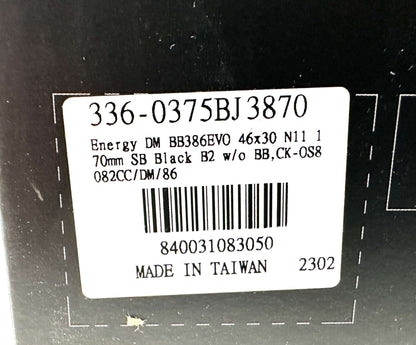 336-0375BJ3870
Energy DM BB386EVO 46x30 N11 1
70mm SB Black B2 w/o BB,CK-OS8
082CC/DM/86
840031083050
MADE IN TAIWAN 2302